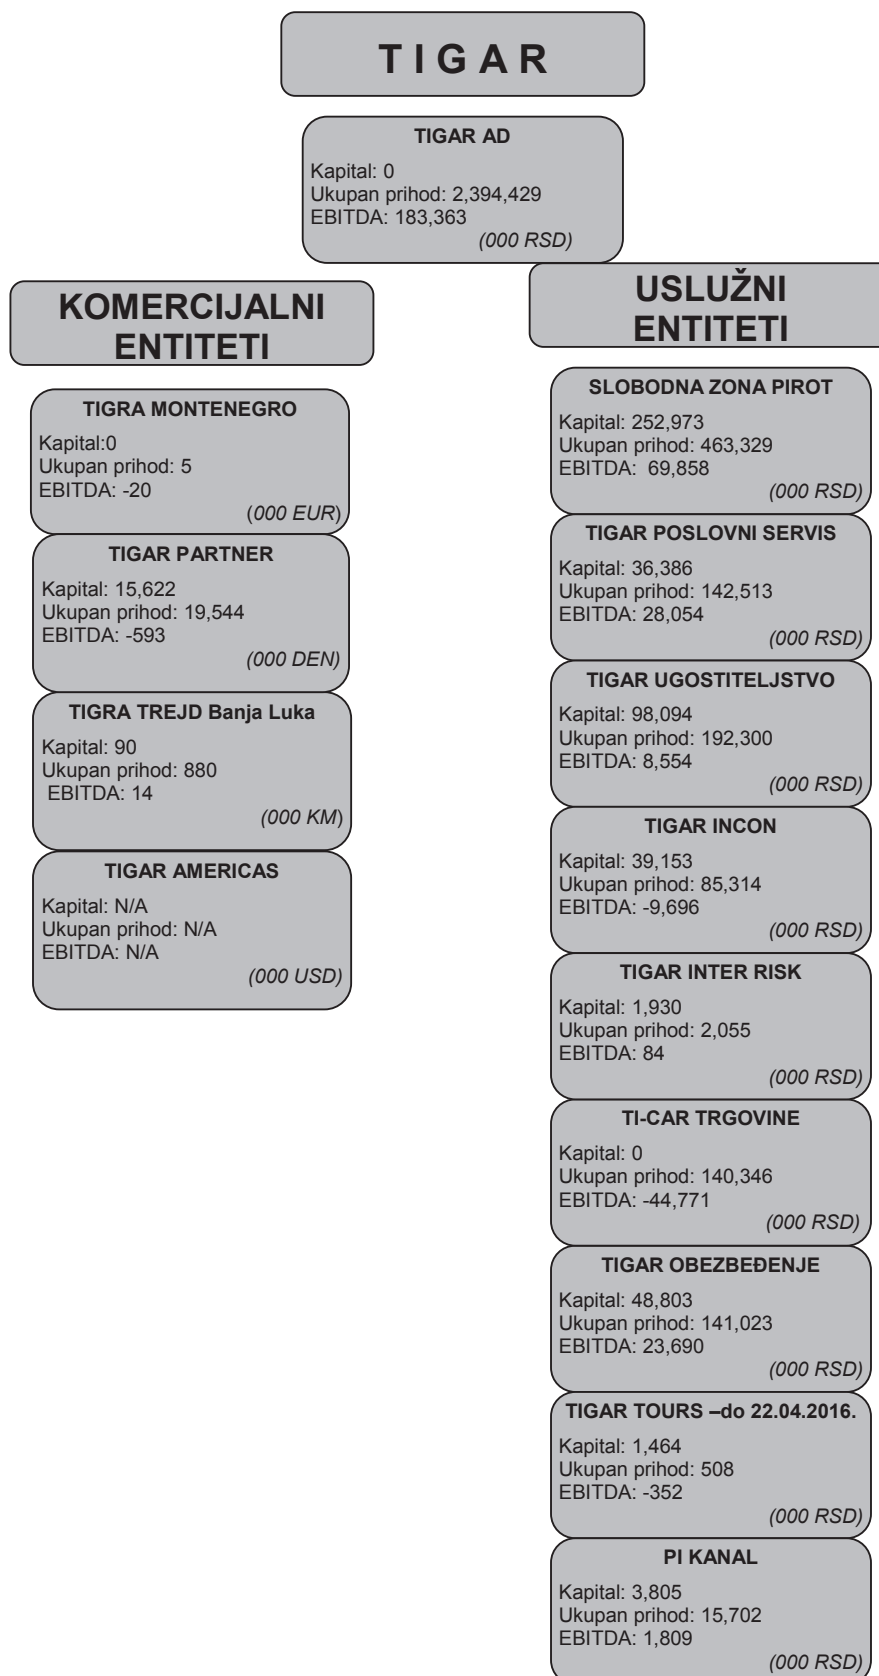 T I G A R
TIGAR AD
Kapital: 0
Ukupan prihod: 2,394,429
EBITDA: 183,363
(000 RSD)
KOMERCIJALNI
ENTITETI
TIGRA MONTENEGRO
Kapital:0
Ukupan prihod: 5
EBITDA: -20
(000 EUR)
TIGAR PARTNER
Kapital: 15,622
Ukupan prihod: 19,544
EBITDA: -593
(000 DEN)
TIGRA TREJD Banja Luka
Kapital: 90
Ukupan prihod: 880
EBITDA: 14
(000 KM)
TIGAR AMERICAS
Kapital: N/A
Ukupan prihod: N/A
EBITDA: N/A
(000 USD)
USLUŽNI
ENTITETI
SLOBODNA ZONA PIROT
Kapital: 252,973
Ukupan prihod: 463,329
EBITDA: 69,858
(000 RSD)
TIGAR POSLOVNI SERVIS
Kapital: 36,386
Ukupan prihod: 142,513
EBITDA: 28,054
(000 RSD)
TIGAR UGOSTITELJSTVO
Kapital: 98,094
Ukupan prihod: 192,300
EBITDA: 8,554
(000 RSD)
TIGAR INCON
Kapital: 39,153
Ukupan prihod: 85,314
EBITDA: -9,696
(000 RSD)
TIGAR INTER RISK
Kapital: 1,930
Ukupan prihod: 2,055
EBITDA: 84
(000 RSD)
TI-CAR TRGOVINE
Kapital: 0
Ukupan prihod: 140,346
EBITDA: -44,771
(000 RSD)
TIGAR OBEZBEĐENJE
Kapital: 48,803
Ukupan prihod: 141,023
EBITDA: 23,690
(000 RSD)
TIGAR TOURS –do 22.04.2016.
Kapital: 1,464
Ukupan prihod: 508
EBITDA: -352
(000 RSD)
PI KANAL
Kapital: 3,805
Ukupan prihod: 15,702
EBITDA: 1,809
(000 RSD)